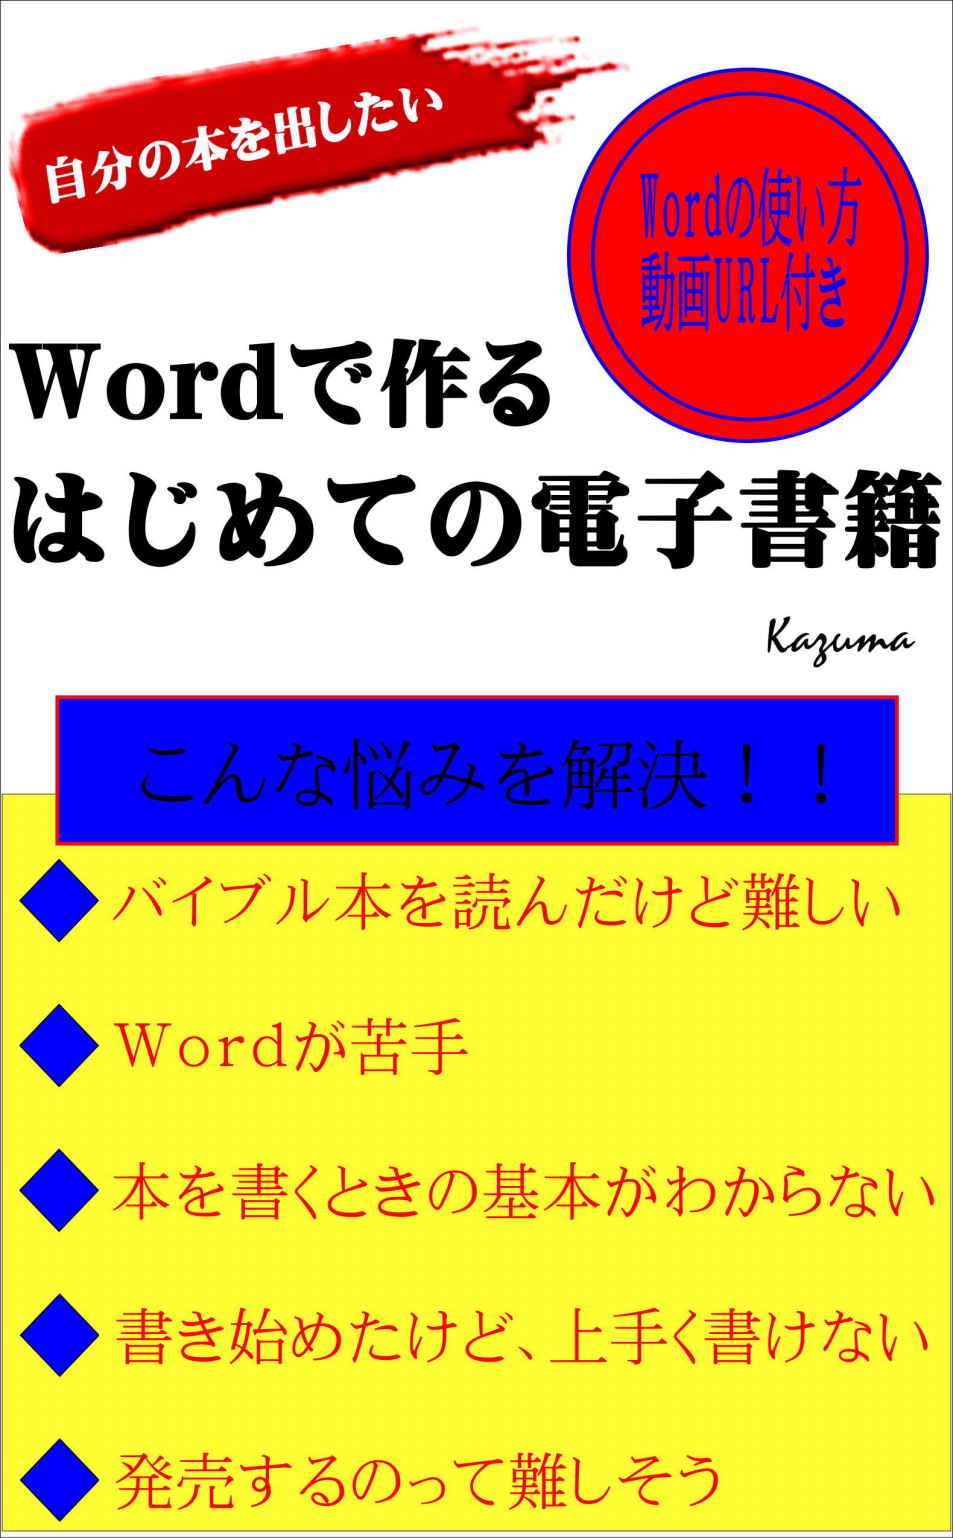 自分の本を出したい
Wordの使い方
動画URL付き
Wordで作る
はじめての電子書籍
Kazuma
こんな悩みを解決！！
◆バイブル本を読んだけど難しい
◆Wordが苦手
◆本を書くときの基本がわからない
◆書き始めたけど、上手く書けない
◆発売するのって難しそう